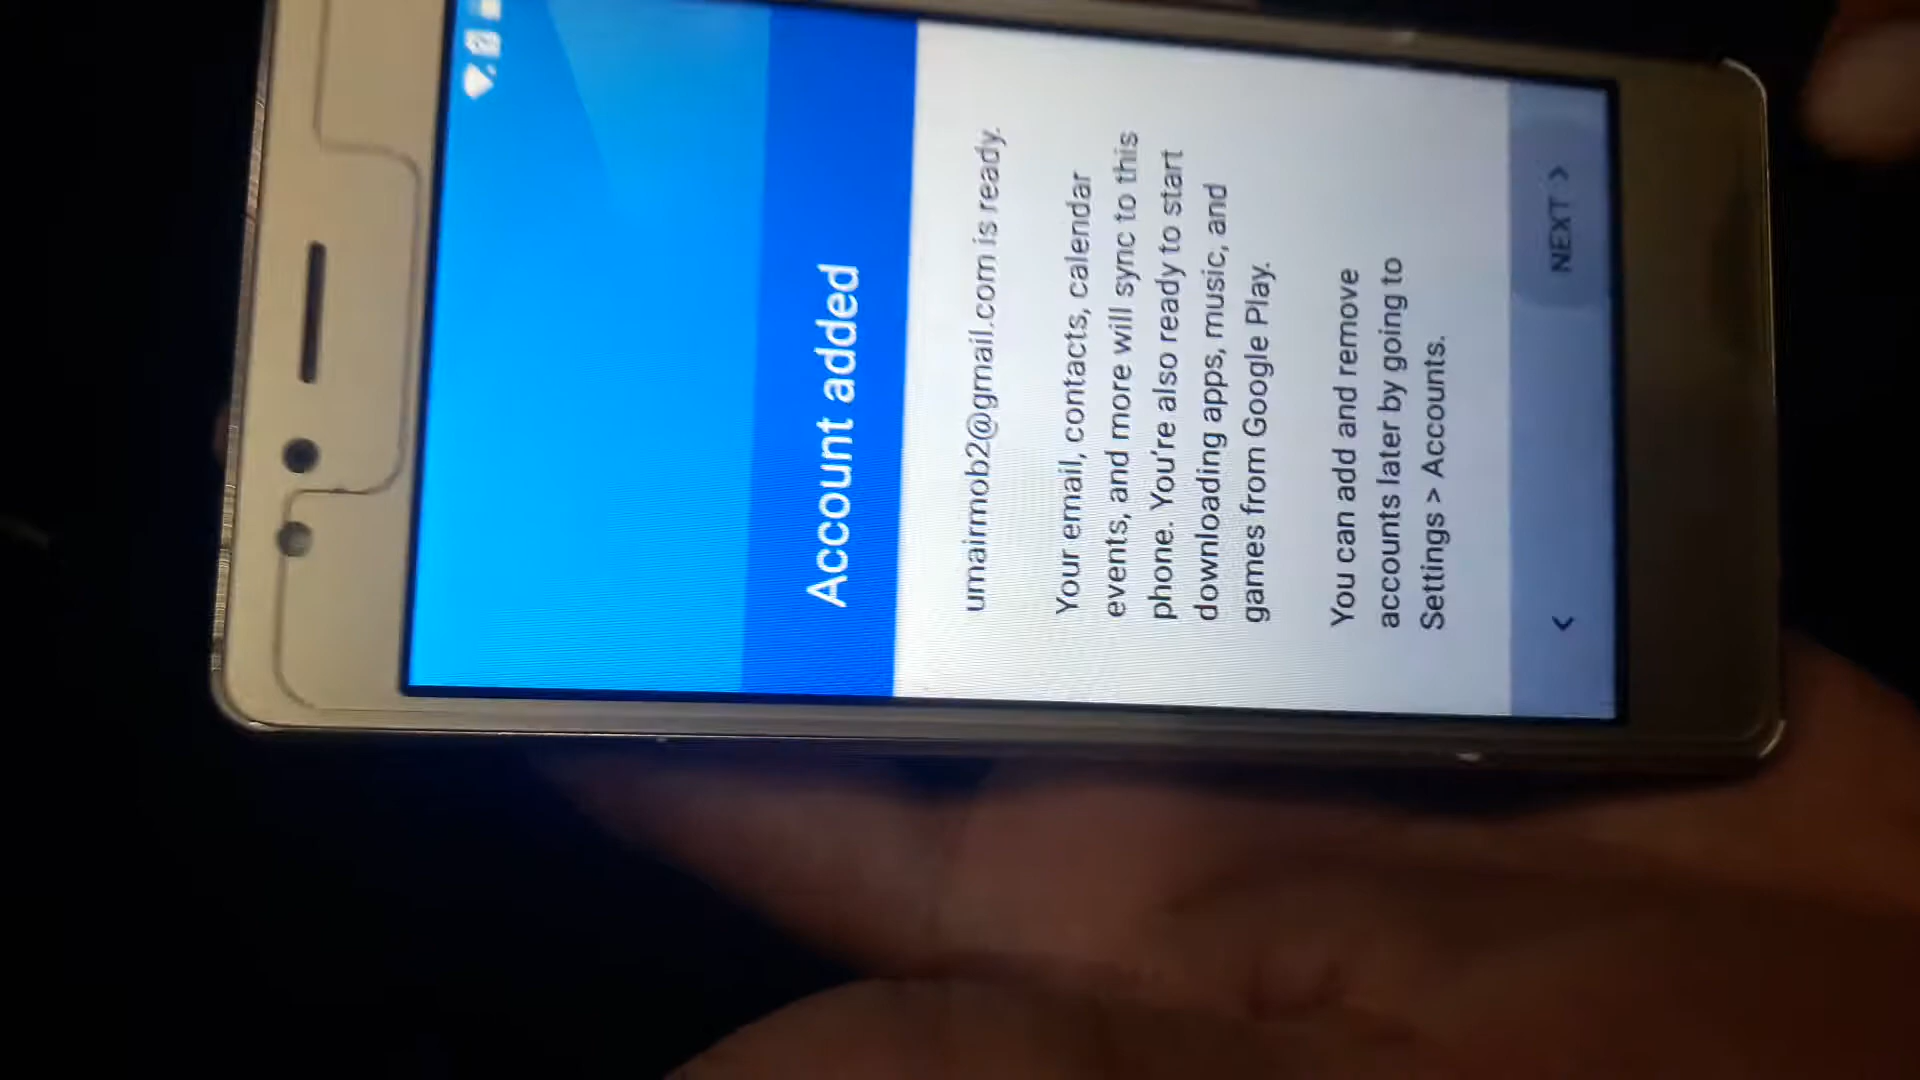 Account added
umairmob2@gmail.com is ready.
Your email, contacts, calendar
events, and more will sync to this
phone. You're also ready to start
downloading apps, music, and
games from Google Play.
You can add and remove
accounts later by going to
Settings > Accounts.
NEXT >